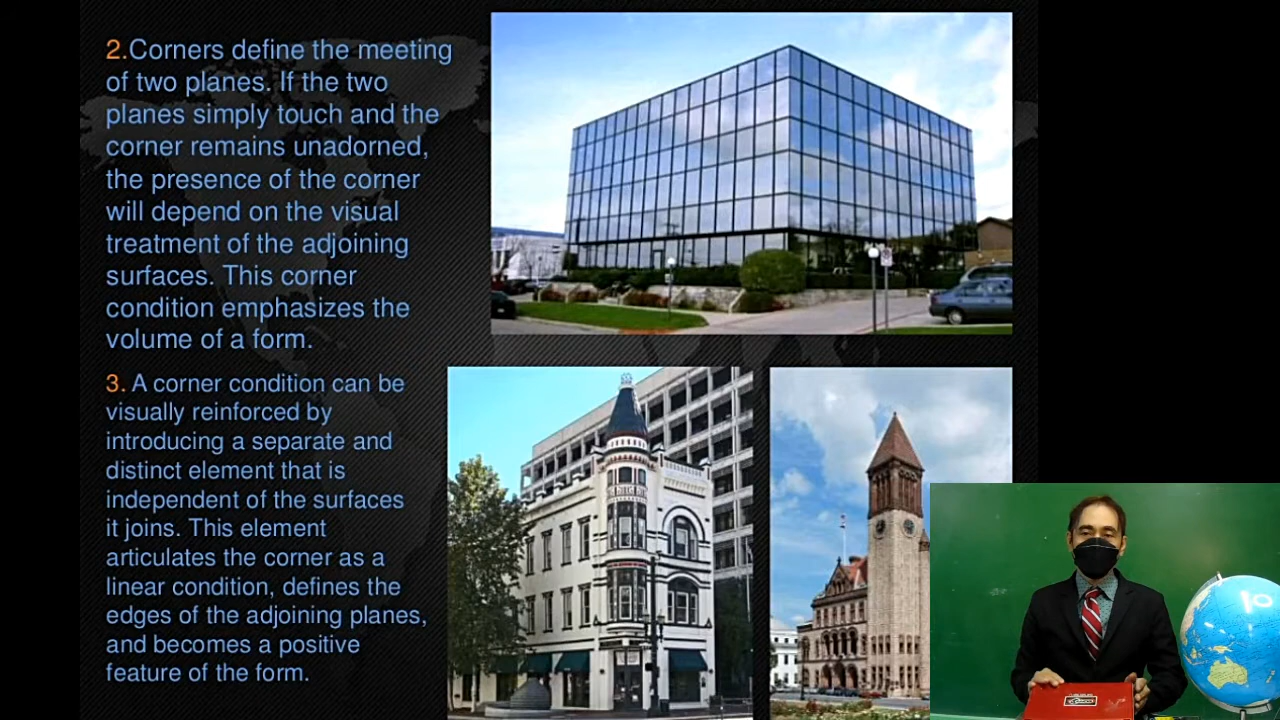 2.Corners define the meeting
of two planes. If the two
planes simply touch and the
corner remains unadorned,
the presence of the corner
will depend on the visual
treatment of the adjoining
surfaces. This corner
condition emphasizes the
volume of a form.
3. A corner condition can be
visually reinforced by
introducing a separate and
distinct element that is
independent of the surfaces
it joins. This element
articulates the corner as a
linear condition, defines the
edges of the adjoining planes,
and becomes a positive
feature of the form.